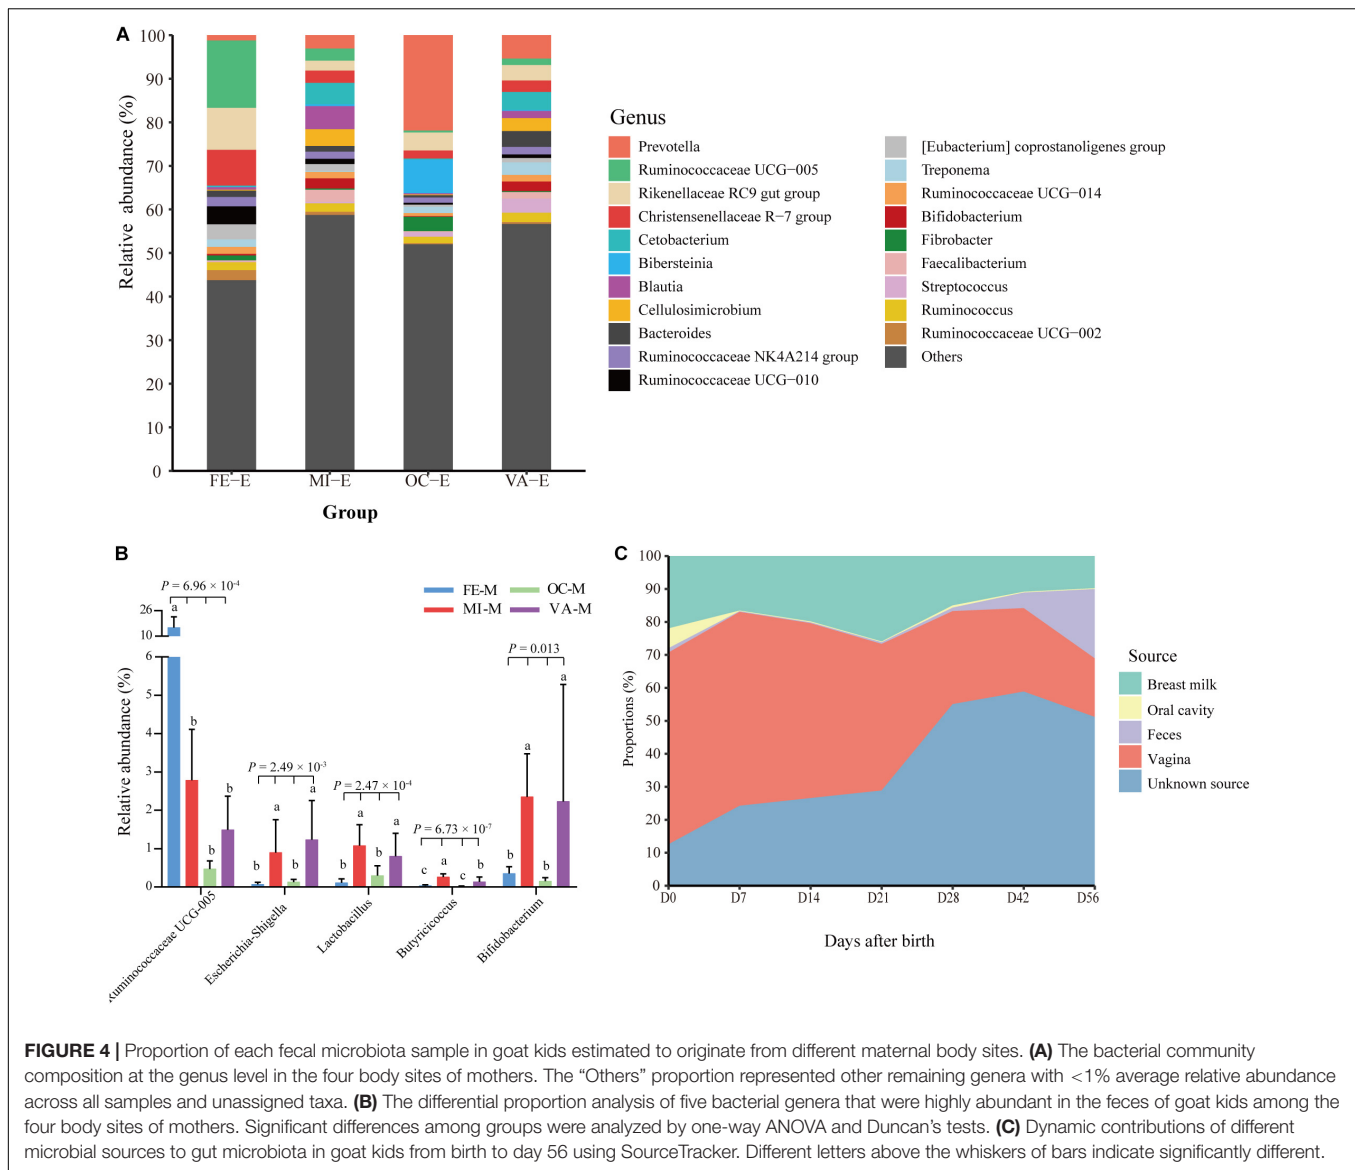 A
100
90
80
70
60
50
40
30
20
10
0
Relative abundance (%)
FE−E
MI−E
OC−E
VA−E
Group
Genus
Prevotella
Ruminococcaceae UCG−005
Rikenellaceae RC9 gut group
Christensenellaceae R−7 group
Cetobacterium
Bibersteinia
Blautia
Cellulosimicrobium
Bacteroides
Ruminococcaceae NK4A214 group
Ruminococcaceae UCG−010
[Eubacterium] coprostanoligenes group
Treponema
Ruminococcaceae UCG−014
Bifidobacterium
Fibrobacter
Faecalibacterium
Streptococcus
Ruminococcus
Ruminoccaceae UCG−002
Others
B
FE-M
OC-M
MI-M
VA-M
P = 6.96 × 10-4
a
b
b
b
P = 2.49 × 10-3
b
a
b
a
P = 2.47 × 10-4
b
a
b
a
P = 6.73 × 10-7
c
a
c
b
P = 0.013
b
a
b
a
26
10
6
5
4
3
2
1
0
Relative abundance (%)
Ruminococcaceae UCG-005
Escherichia-Shigella
Lactobacillus
Butyricicoccus
Bifidobacterium
C
100
90
80
70
60
50
40
30
20
10
0
Proportions (%)
D0
D7
D14
D21
D28
D42
D56
Days after birth
Source
Breast milk
Oral cavity
Feces
Vagina
Unknown source
FIGURE 4 | Proportion of each fecal microbiota sample in goat kids estimated to originate from different maternal body sites. (A) The bacterial community
composition at the genus level in the four body sites of mothers. The “Others” proportion represented other remaining genera with <1% average relative abundance
across all samples and unassigned taxa. (B) The differential proportion analysis of five bacterial genera that were highly abundant in the feces of goat kids among the
four body sites of mothers. Significant differences among groups were analyzed by one-way ANOVA and Duncan’s tests. (C) Dynamic contributions of different
microbial sources to gut microbiota in goat kids from birth to day 56 using SourceTracker. Different letters above the whiskers of bars indicate significantly different.